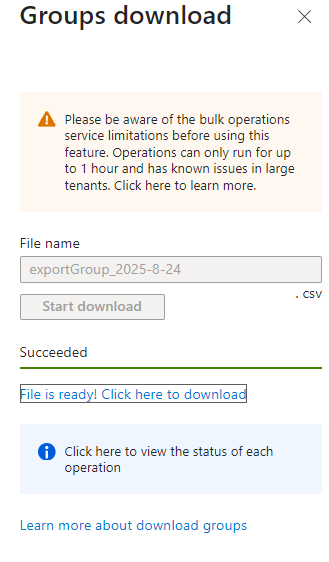 Groups download
Please be aware of the bulk operations
service limitations before using this
feature. Operations can only run for up
to 1 hour and has known issues in large
tenants. Click here to learn more.
File name
exportGroup_2025-8-24
. csv
Start download
Succeeded
File is ready! Click here to download
Click here to view the status of each
operation
Learn more about download groups